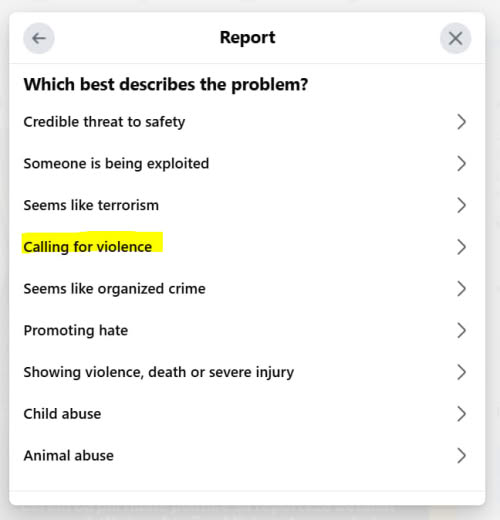 Report
Which best describes the problem?
Credible threat to safety
Someone is being exploited
Seems like terrorism
Calling for violence
Seems like organized crime
Promoting hate
Showing violence, death or severe injury
Child abuse
Animal abuse